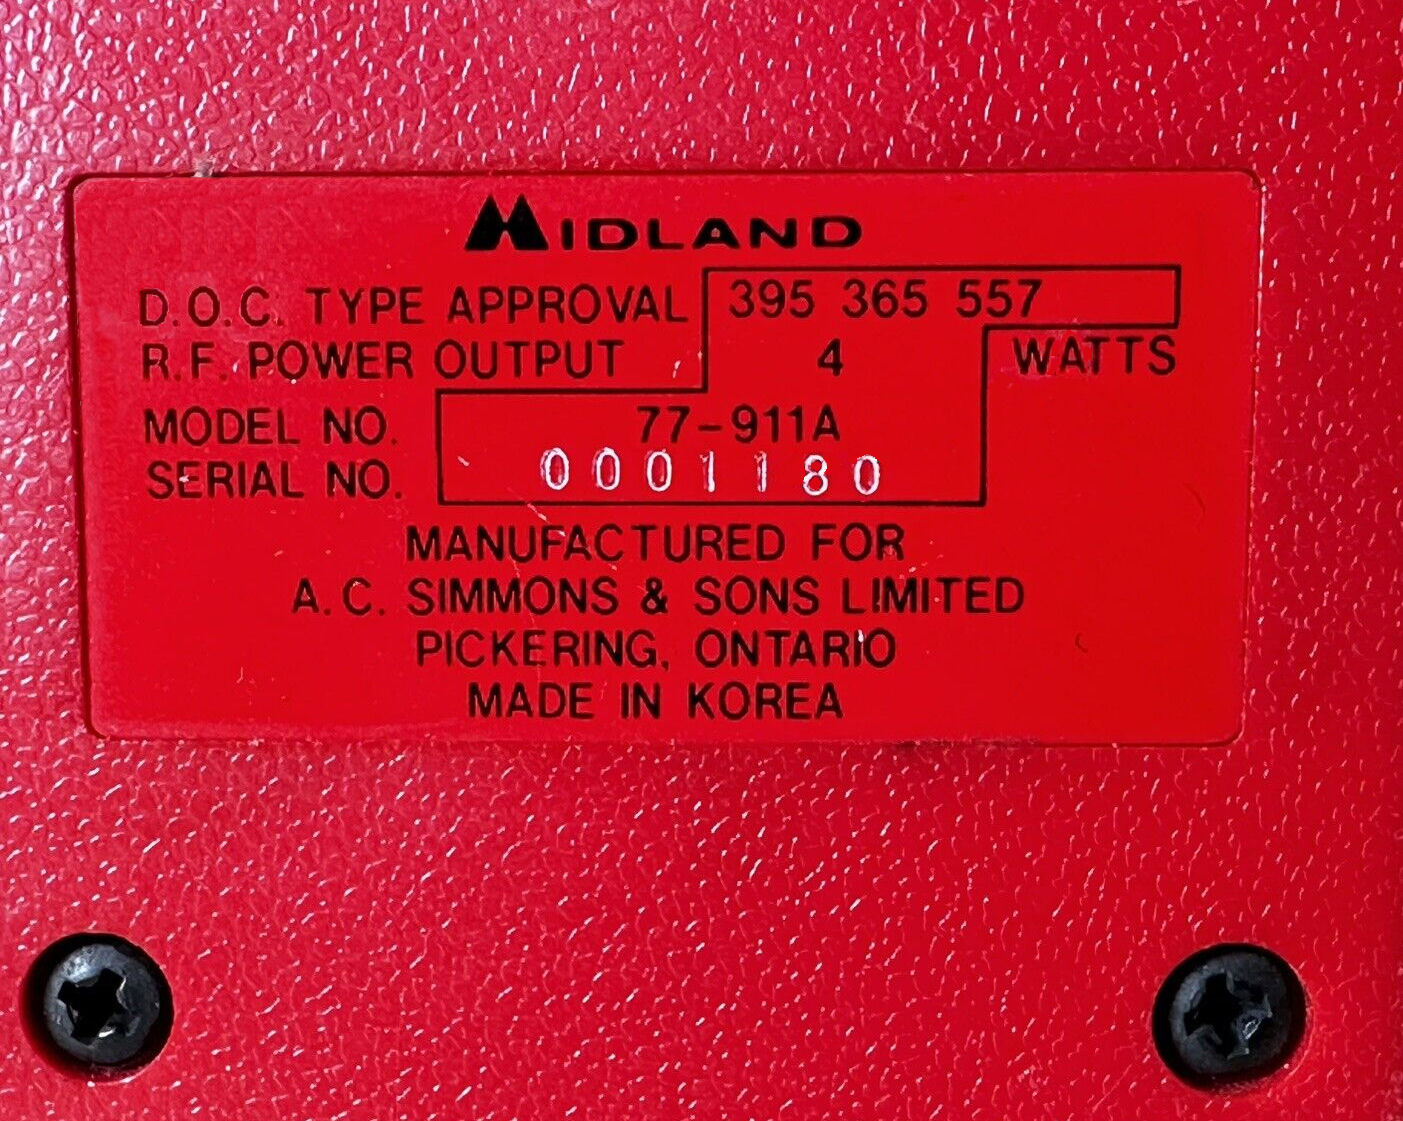 MIDLAND
D.O.C. TYPE APPROVAL 395 365 557
R.F. POWER OUTPUT 4 WATTS
MODEL NO. 77-911A
SERIAL NO. 0001180
MANUFACTURED FOR
A.C. SIMMONS & SONS LIMITED
PICKERING, ONTARIO
MADE IN KOREA